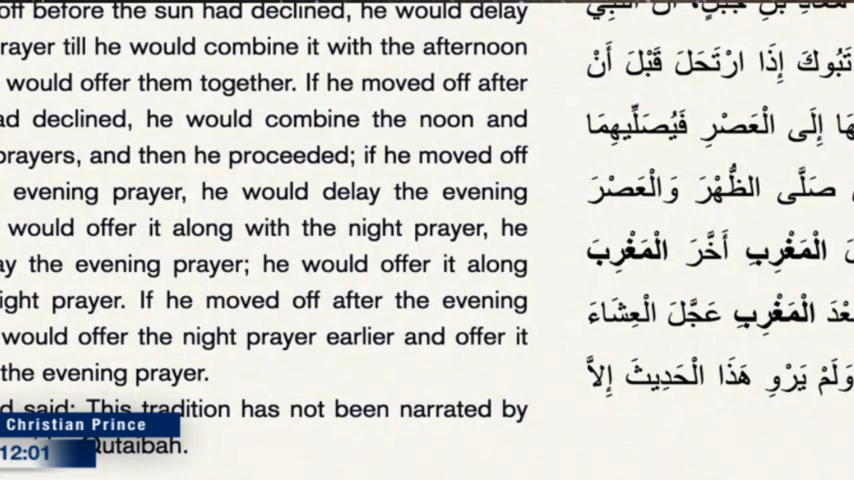 off before the sun had declined, he would delay
rayer till he would combine it with the afternoon
would offer them together. If he moved off after
ad declined, he would combine the noon and
prayers, and then he proceeded; if he moved off
evening prayer, he would delay the evening
would offer it along with the night prayer, he
ay the evening prayer; he would offer it along
ight prayer. If he moved off after the evening
would offer the night prayer earlier and offer it
the evening prayer.
d said: This tradition has not been narrated by
Qutaibah.
تَبُوكَ إِذَا ارْتَحَلَ قَبْلَ أَنْ
هَا إِلَى الْعَصْرِ فَيُصَلِّيهِمَا
صَلَّى الظُّهْرَ وَالْعَصْرَ
الْمَغْرِبِ أَخَّرَ الْمَغْرِبَ
عْدَ الْمَغْرِبِ عَجَّلَ الْعِشَاءَ
وَلَمْ يَرْوِ هَذَا الْحَدِيثَ إِلاَّ
Christian Prince
12:01